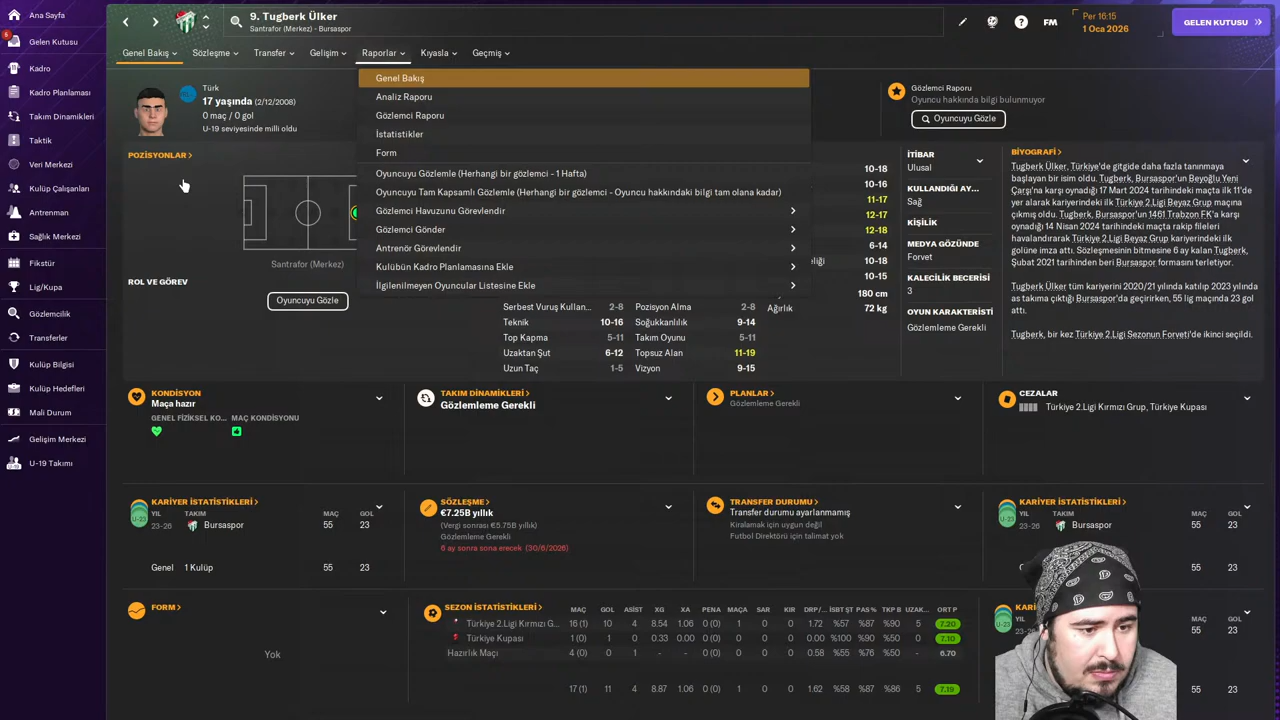 Ana Sayfa
5
Gelen Kutusu
Kadro
Kadro Planlaması
Takım Dinamikleri
Taktik
Veri Merkezi
Kulüp Çalışanları
Antrenman
Sağlık Merkezi
Fikstür
Lig/Kupa
Gözlemcilik
Transferler
Kulüp Bilgisi
Kulüp Hedefleri
Mali Durum
Gelişim Merkezi
U-19 Takımı
9. Tugberk Ülker
Santrafor (Merkez) - Bursaspor
FM
Per 16:15
1 Oca 2026
GELEN KUTUSU
Genel Bakış
Sözleşme
Transfer
Gelişim
Raporlar
Kıyasla
Geçmiş
Genel Bakış
Analiz Raporu
Gözlemci Raporu
İstatistikler
Form
Oyuncuyu Gözlemle (Herhangi bir gözlemci - 1 Hafta)
Oyuncuyu Tam Kapsamlı Gözlemle (Herhangi bir gözlemci - Oyuncu hakkındaki bilgi tam olana kadar)
Gözlemci Havuzunu Görevlendir
Gözlemci Gönder
Antrenör Görevlendir
Kulübün Kadro Planlamasına Ekle
İlgilenilmeyen Oyuncular Listesine Ekle
Türk
17 yaşında (2/12/2008)
0 maç / 0 gol
U-19 seviyesinde milli oldu
Gözlemci Raporu
Oyuncu hakkında bilgi bulunmuyor
Oyuncuyu Gözle
POZİSYONLAR
Santrafor (Merkez)
ROL VE GÖREV
Oyuncuyu Gözle
Serbest Vuruş Kullan... 2-8
Teknik 10-16
Top Kapma 5-11
Uzaktan Şut 6-12
Uzun Taç 1-5
Pozisyon Alma 2-8
Soğukkanlılık 9-14
Takım Oyunu 5-11
Topsuz Alan 11-19
Vizyon 9-15
10-18
10-16
11-17
12-17
12-18
6-14
eliği 10-18
10-15
180 cm
Ağırlık 72 kg
İTİBAR
Ulusal
KULLANDIĞI AY...
Sağ
KİŞİLİK
MEDYA GÖZÜNDE
Forvet
KALECİLİK BECERİSİ
3
OYUN KARAKTERİSTİ
Gözlemleme Gerekli
BİYOGRAFİ
Tugberk Ülker, Türkiye'de gitgide daha fazla tanınmaya
başlayan bir isim oldu. Tugberk, Bursaspor'un Beyoğlu Yeni
Çarşı'ya karşı oynadığı 17 Mart 2024 tarihindeki maçta ilk 11'de
yer alarak kariyerindeki ilk Türkiye 2.Ligi Beyaz Grup maçına
çıkmış oldu. Tugberk, Bursaspor'un 1461 Trabzon FK'a karşı
oynadığı 14 Nisan 2024 tarihindeki maçta fileleri
havalandırarak Türkiye 2.Ligi Beyaz Grup kariyerindeki ilk
golüne imza attı. Sözleşmesinin bitmesine 6 ay kalan Tugberk,
Şubat 2021 tarihinden beri Bursaspor formasını terletiyor.
Tugberk Ülker tüm kariyerini 2020/21 yılında katılıp 2023 yılında
as takıma çıktığı Bursaspor'da geçirirken, 55 lig maçında 23 gol
attı.
Tugberk, bir kez Türkiye 2.Ligi Sezonun Forveti'de ikinci seçildi.
KONDİSYON
Maça hazır
GENEL FİZİKSEL KO... MAÇ KONDİSYONU
TAKIM DİNAMİKLERİ
Gözlemleme Gerekli
PLANLAR
Gözlemleme Gerekli
CEZALAR
Türkiye 2.Ligi Kırmızı Grup, Türkiye Kupası
KARİYER İSTATİSTİKLERİ
YIL TAKIM MAÇ GOL
23-26 Bursaspor 55 23
Genel 1 Kulüp 55 23
SÖZLEŞME
€7.25B yıllık
(Vergi sonrası €5.75B yıllık)
Gözlemleme Gerekli
6 ay sonra sona erecek (30/6/2026)
TRANSFER DURUMU
Transfer durumu ayarlanmamış
Kiralamak için uygun değil
Futbol Direktörü için talimat yok
KARİYER İSTATİSTİKLERİ
YIL TAKIM MAÇ GOL
23-26 Bursaspor 55 23
55 23
FORM
Yok
SEZON İSTATİSTİKLERİ MAÇ GOL ASİST XG XA PENA MAÇA SAR KIR DRP/... İSBT ŞT PAS % TKP B UZAK... ORT P
Türkiye 2.Ligi Kırmızı G... 16 (1) 10 4 8.54 1.06 0 (0) 1 0 0 1.72 %57 %87 %90 5 7.20
Türkiye Kupası 1 (0) 1 0 0.33 0.00 0 (0) 0 0 0 0.00 %100 %90 %0 0 7.10
Hazırlık Maçı 4 (0) 0 1 - - 0 (0) 0 0 0 0.58 %55 %76 %50 - 6.70
17 (1) 11 4 8.87 1.06 0 (0) 1 0 0 1.62 %58 %87 %86 5 7.19
MAÇ GOL
55 23
55 23